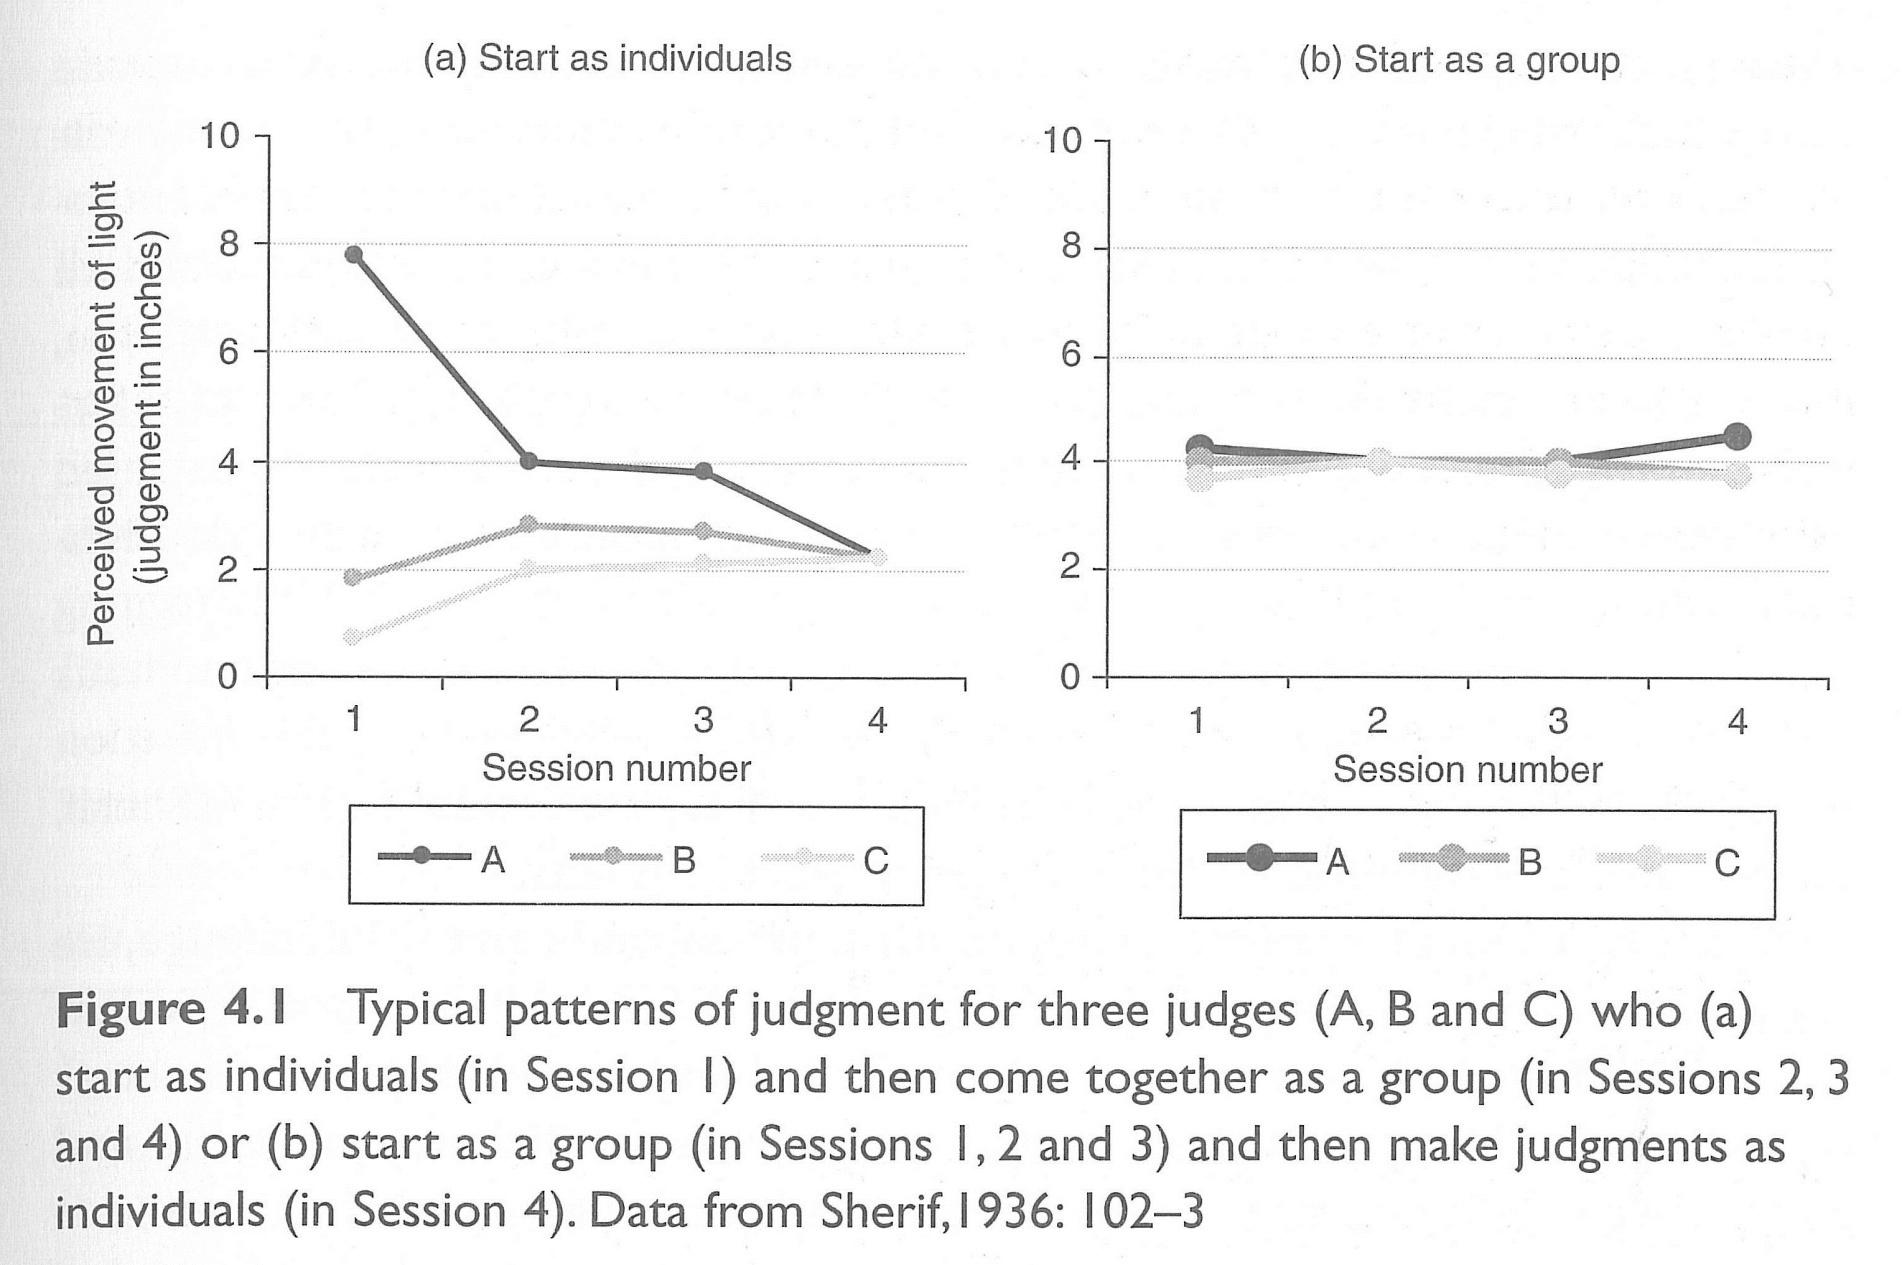 (a) Start as individuals
(b) Start as a group
Perceived movement of light
(judgement in inches)
10
8
6
4
2
0
1 2 3 4
Session number
A B C
10
8
6
4
2
0
1 2 3 4
Session number
A B C
Figure 4.1 Typical patterns of judgment for three judges (A, B and C) who (a)
start as individuals (in Session 1) and then come together as a group (in Sessions 2, 3
and 4) or (b) start as a group (in Sessions 1, 2 and 3) and then make judgments as
individuals (in Session 4). Data from Sherif, 1936: 102–3